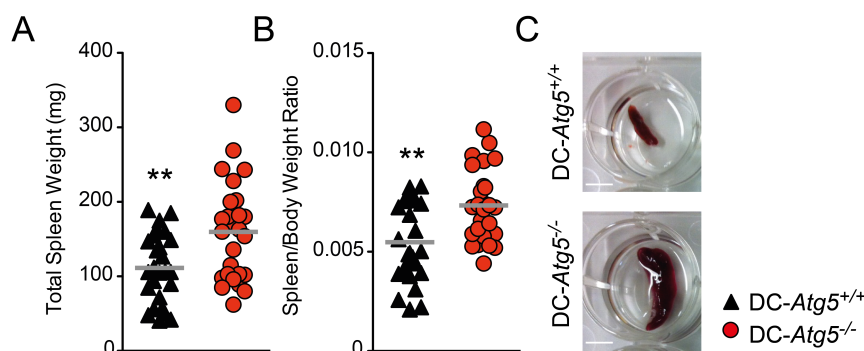 A
Total Spleen Weight (mg)
400
300
200
100
0
**
B
Spleen/Body Weight Ratio
0.015
0.010
0.005
0.000
**
C
DC-Atg5+/+
DC-Atg5-/-
DC-Atg5+/+
DC-Atg5-/-